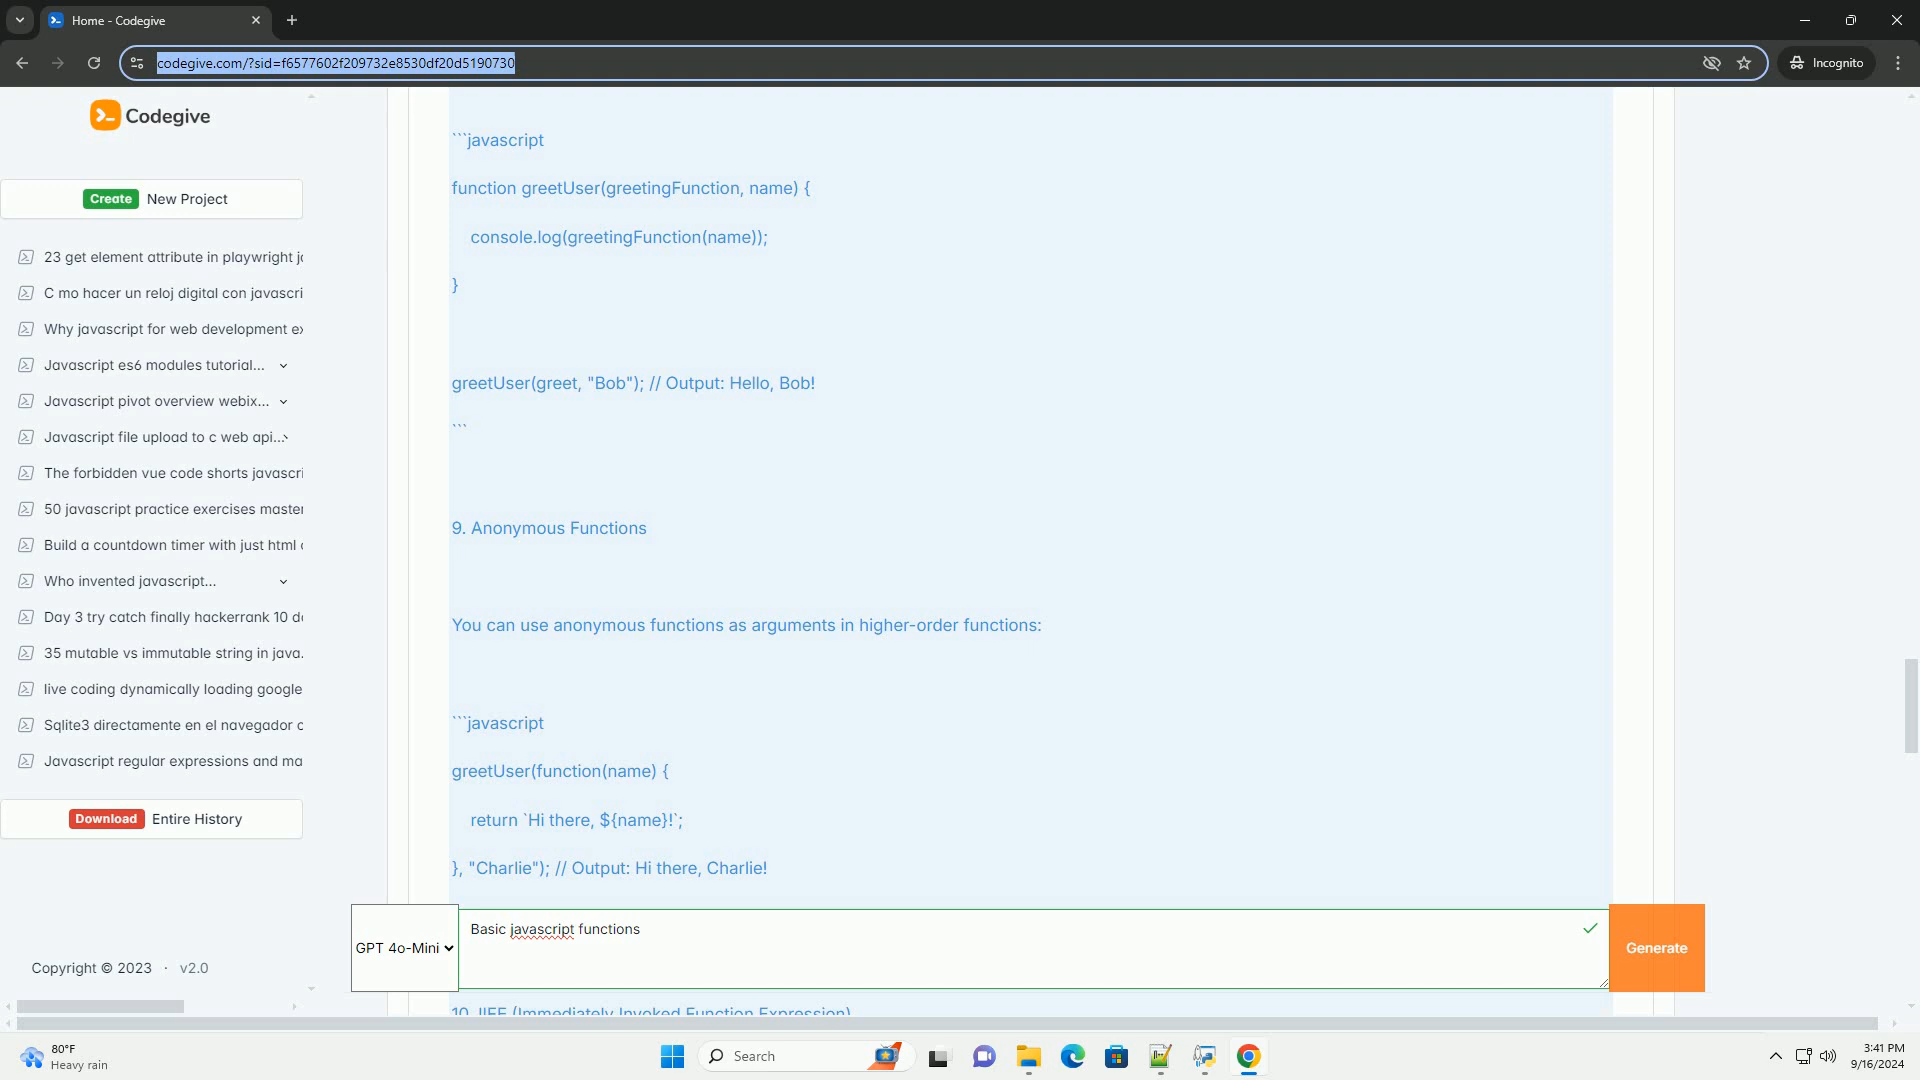 Home - Codegive
codegive.com/?sid=f6577602f209732e8530df20d5190730
Incognito
Codegive
Create New Project
23 get element attribute in playwright j
C mo hacer un reloj digital con javascri
Why javascript for web development ex
Javascript es6 modules tutorial...
Javascript pivot overview webix...
Javascript file upload to c web api...
The forbidden vue code shorts javascri
50 javascript practice exercises master
Build a countdown timer with just html
Who invented javascript...
Day 3 try catch finally hackerrank 10 d
35 mutable vs immutable string in java.
live coding dynamically loading google
Sqlite3 directamente en el navegador c
Javascript regular expressions and ma
Download Entire History
Copyright © 2023 · v2.0
```javascript
function greetUser(greetingFunction, name) {
console.log(greetingFunction(name));
}
greetUser(greet, "Bob"); // Output: Hello, Bob!
```
9. Anonymous Functions
You can use anonymous functions as arguments in higher-order functions:
```javascript
greetUser(function(name) {
return `Hi there, ${name}!`;
}, "Charlie"); // Output: Hi there, Charlie!
GPT 4o-Mini
Basic javascript functions
Generate
10. IIFE (Immediately Invoked Function Expression)
80°F
Heavy rain
Search
3:41 PM
9/16/2024